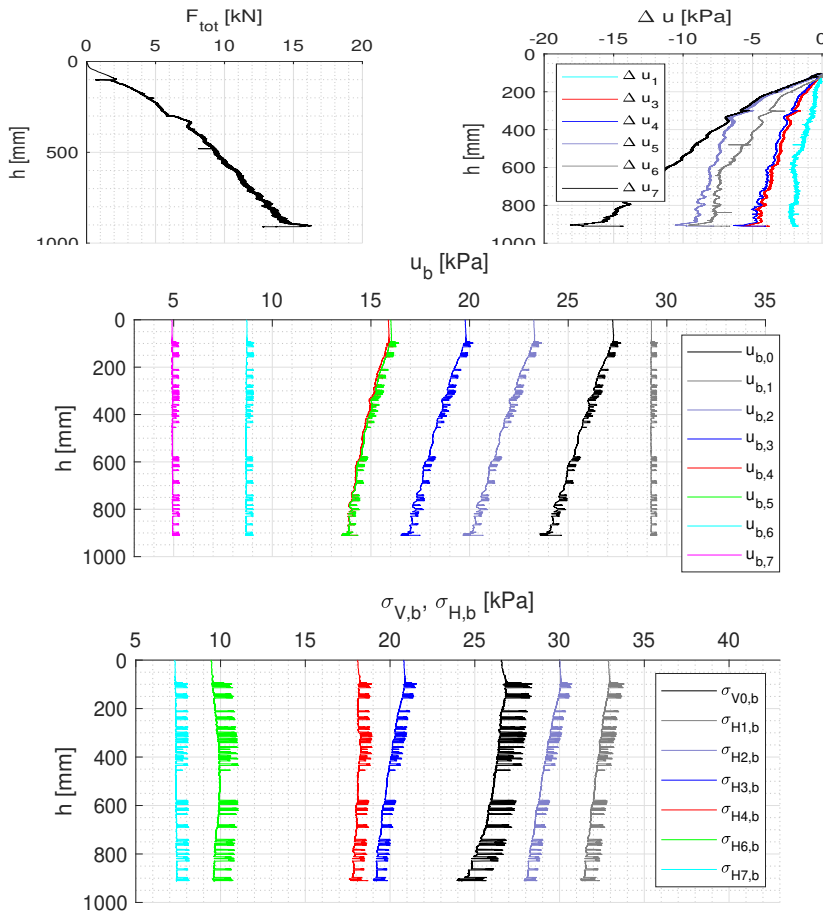 F_tot [kN]
0 5 10 15 20
0
500
1000
h [mm]
Δ u [kPa]
-20 -15 -10 -5 0
200
400
600
800
1000
h [mm]
Δ u_1
Δ u_3
Δ u_4
Δ u_5
Δ u_6
Δ u_7
u_b [kPa]
5 10 15 20 25 30 35
0
200
400
600
800
1000
h [mm]
u_b,0
u_b,1
u_b,2
u_b,3
u_b,4
u_b,5
u_b,6
u_b,7
σ_V,b, σ_H,b [kPa]
5 10 15 20 25 30 35 40
0
200
400
600
800
1000
h [mm]
σ_V0,b
σ_H1,b
σ_H2,b
σ_H3,b
σ_H4,b
σ_H6,b
σ_H7,b